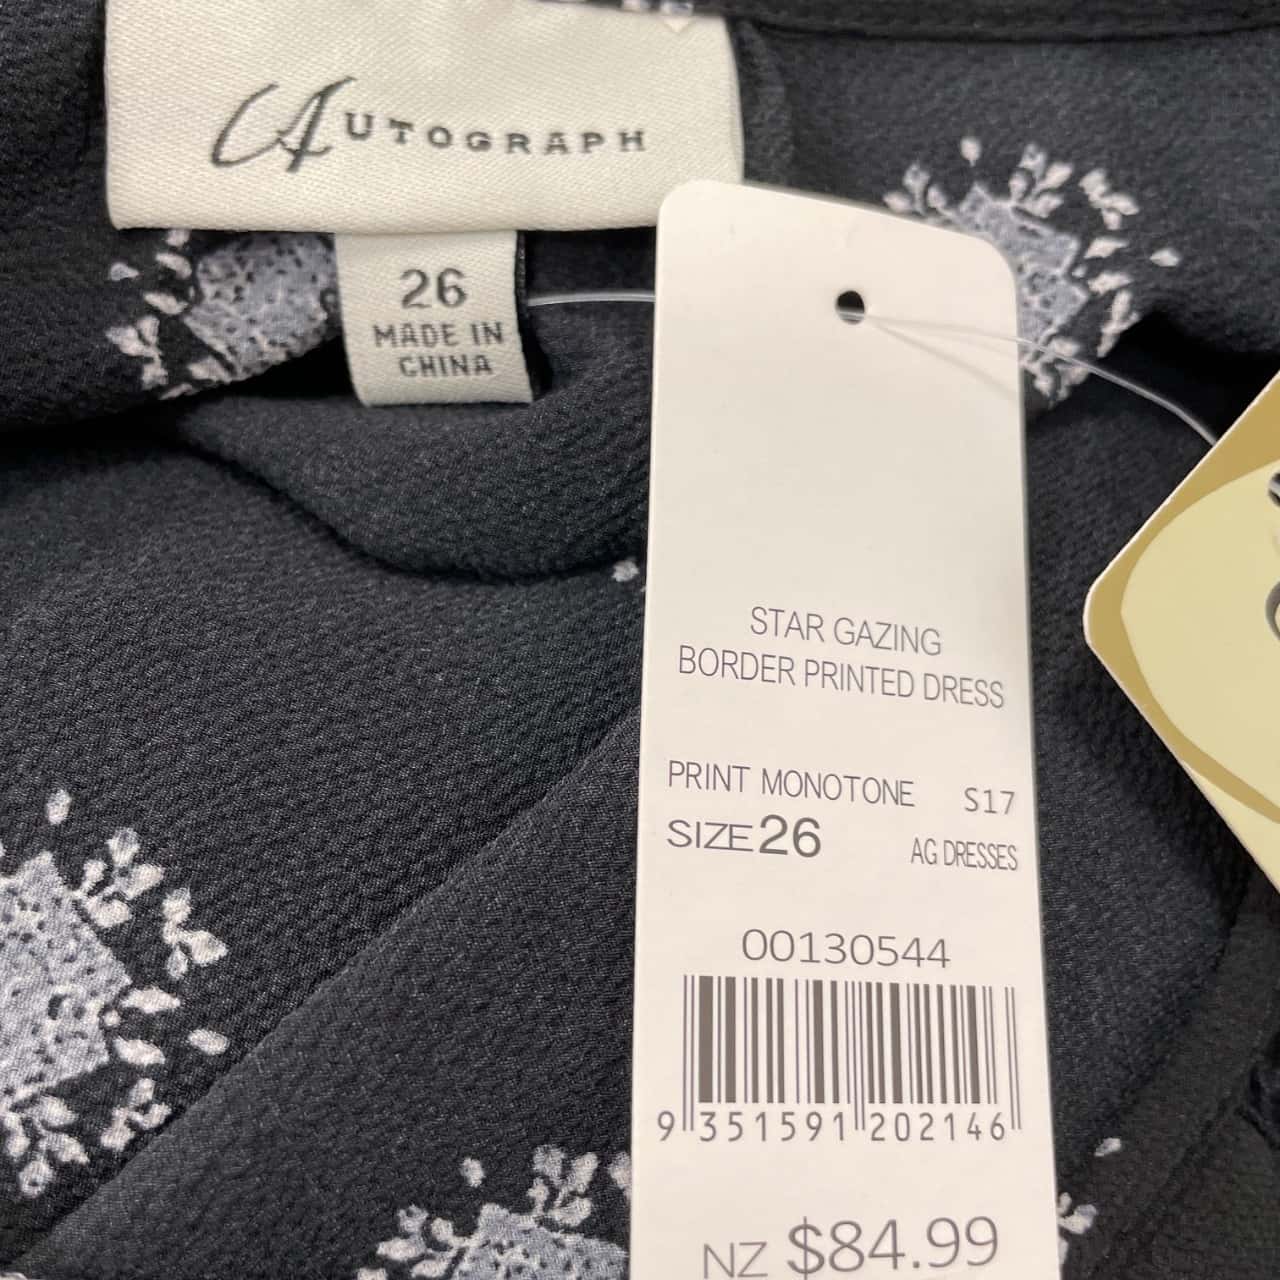 AUTOGRAPH
26
MADE IN
CHINA
STAR GAZING
BORDER PRINTED DRESS
PRINT MONOTONE S17
SIZE 26 AG DRESSES
00130544
9 351591 202146
NZ $84.99